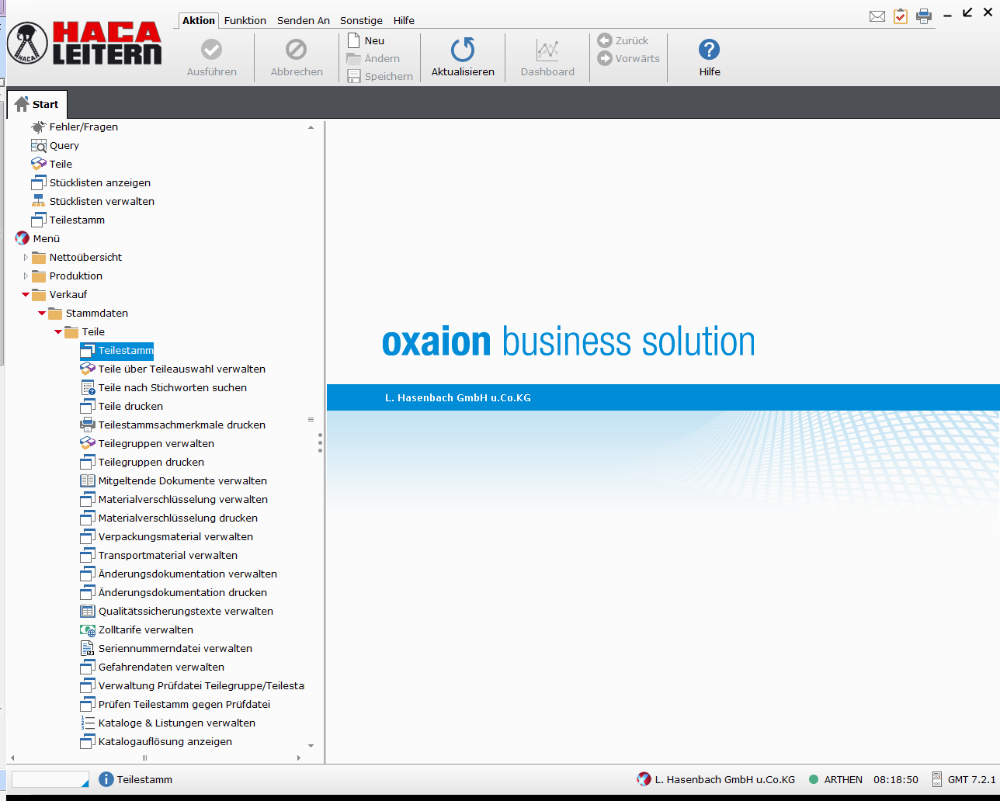 HACA
LEITERN
HACA
Aktion Funktion Senden An Sonstige Hilfe
Ausführen
Abbrechen
Neu
Ändern
Speichern
Aktualisieren
Dashboard
Zurück
Vorwärts
Hilfe
Start
Fehler/Fragen
Query
Teile
Stücklisten anzeigen
Stücklisten verwalten
Teilestamm
Menü
Nettoübersicht
Produktion
Verkauf
Stammdaten
Teile
Teilestamm
Teile über Teileauswahl verwalten
Teile nach Stichworten suchen
Teile drucken
Teilestammsachmerkmale drucken
Teilegruppen verwalten
Teilegruppen drucken
Mitgeltende Dokumente verwalten
Materialverschlüsselung verwalten
Materialverschlüsselung drucken
Verpackungsmaterial verwalten
Transportmaterial verwalten
Änderungsdokumentation verwalten
Änderungsdokumentation drucken
Qualitätssicherungstexte verwalten
Zolltarife verwalten
Seriennummerndatei verwalten
Gefahrendaten verwalten
Verwaltung Prüfdatei Teilegruppe/Teilesta
Prüfen Teilestamm gegen Prüfdatei
Kataloge & Listungen verwalten
Katalogauflösung anzeigen
oxaion business solution
L. Hasenbach GmbH u.Co.KG
Teilestamm
L. Hasenbach GmbH u.Co.KG ARTHEN 08:18:50 GMT 7.2.1